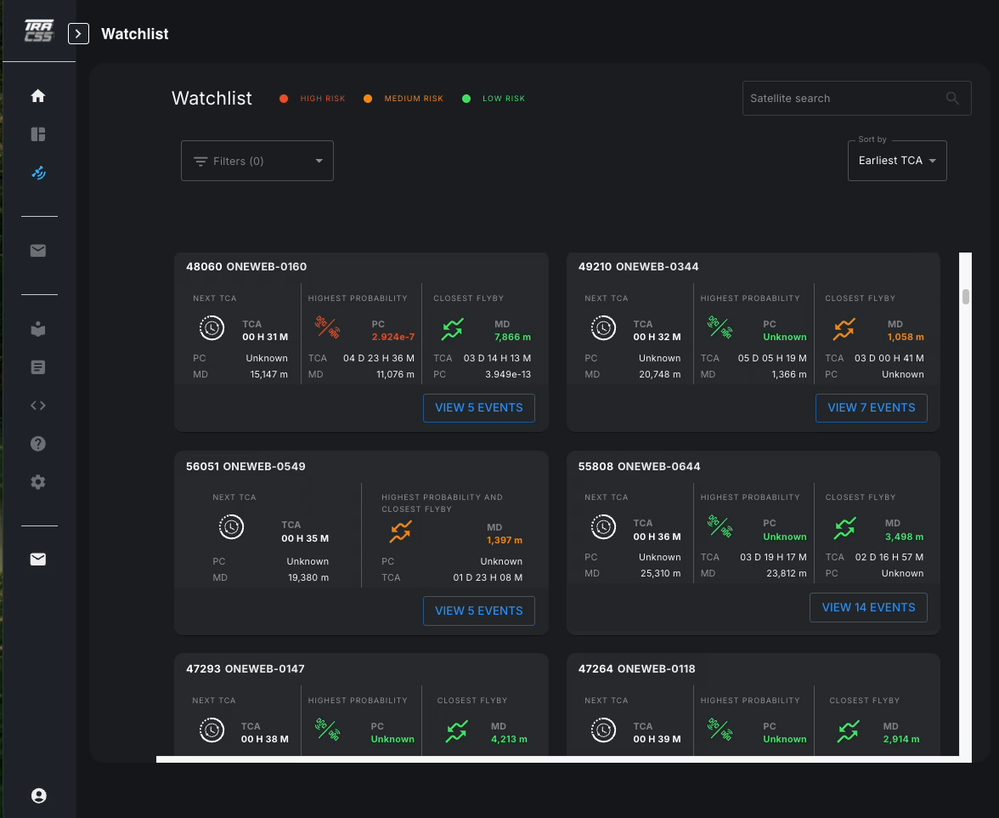 TRA
CSS
Watchlist
Watchlist
HIGH RISK
MEDIUM RISK
LOW RISK
Satellite search
Filters (0)
Sort by
Earliest TCA
48060 ONEWEB-0160
NEXT TCA
TCA
00 H 31 M
PC Unknown
MD 15,147 m
HIGHEST PROBABILITY
PC
2.924e-7
TCA 04 D 23 H 36 M
MD 11,076 m
CLOSEST FLYBY
MD
7,866 m
TCA 03 D 14 H 13 M
PC 3.949e-13
VIEW 5 EVENTS
49210 ONEWEB-0344
NEXT TCA
TCA
00 H 32 M
PC Unknown
MD 20,748 m
HIGHEST PROBABILITY
PC
Unknown
TCA 05 D 05 H 19 M
MD 1,366 m
CLOSEST FLYBY
MD
1,058 m
TCA 03 D 00 H 41 M
PC Unknown
VIEW 7 EVENTS
56051 ONEWEB-0549
NEXT TCA
TCA
00 H 35 M
PC Unknown
MD 19,380 m
HIGHEST PROBABILITY AND
CLOSEST FLYBY
MD
1,397 m
PC Unknown
TCA 01 D 23 H 08 M
VIEW 5 EVENTS
55808 ONEWEB-0644
NEXT TCA
TCA
00 H 36 M
PC Unknown
MD 25,310 m
HIGHEST PROBABILITY
PC
Unknown
TCA 03 D 19 H 17 M
MD 23,812 m
CLOSEST FLYBY
MD
3,498 m
TCA 02 D 16 H 57 M
PC Unknown
VIEW 14 EVENTS
47293 ONEWEB-0147
NEXT TCA
TCA
00 H 38 M
HIGHEST PROBABILITY
PC
Unknown
CLOSEST FLYBY
MD
4,213 m
47264 ONEWEB-0118
NEXT TCA
TCA
00 H 39 M
HIGHEST PROBABILITY
PC
Unknown
CLOSEST FLYBY
MD
2,914 m